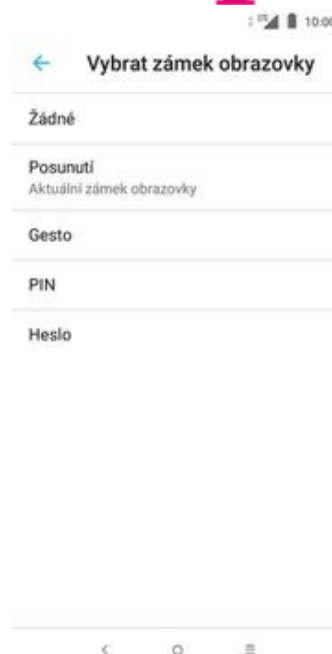 10:00
Vybrat zámek obrazovky
Žádné
Posunutí
Aktuální zámek obrazovky
Gesto
PIN
Heslo